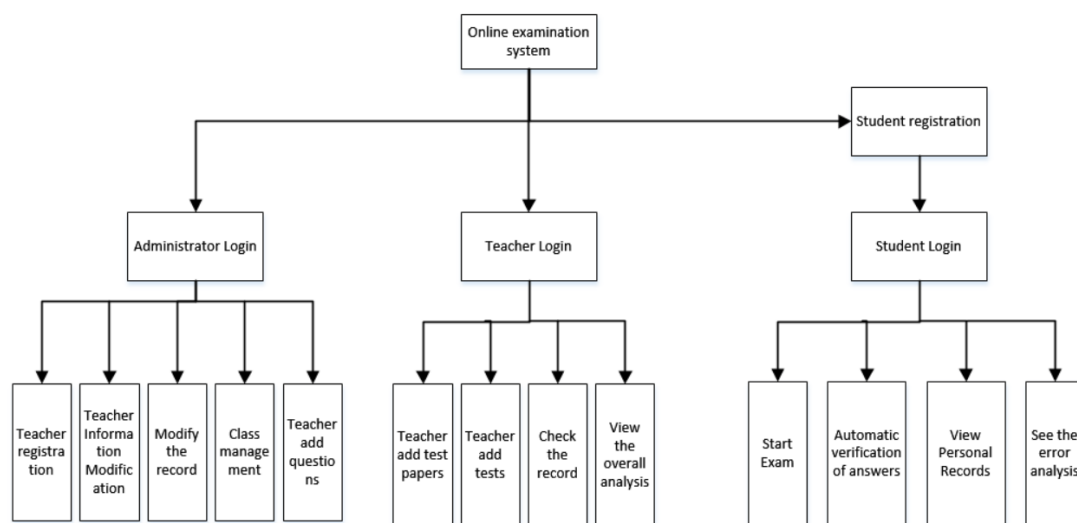 Online examination
system
Student registration
Administrator Login
Teacher Login
Student Login
Teacher
registra
tion
Teacher
Informa
tion
Modific
ation
Modify
the
record
Class
manage
ment
Teacher
add
questio
ns
Teacher
add test
papers
Teacher
add
tests
Check
the
record
View
the
overall
analysis
Start
Exam
Automatic
verification
of answers
View
Personal
Records
See the
error
analysis